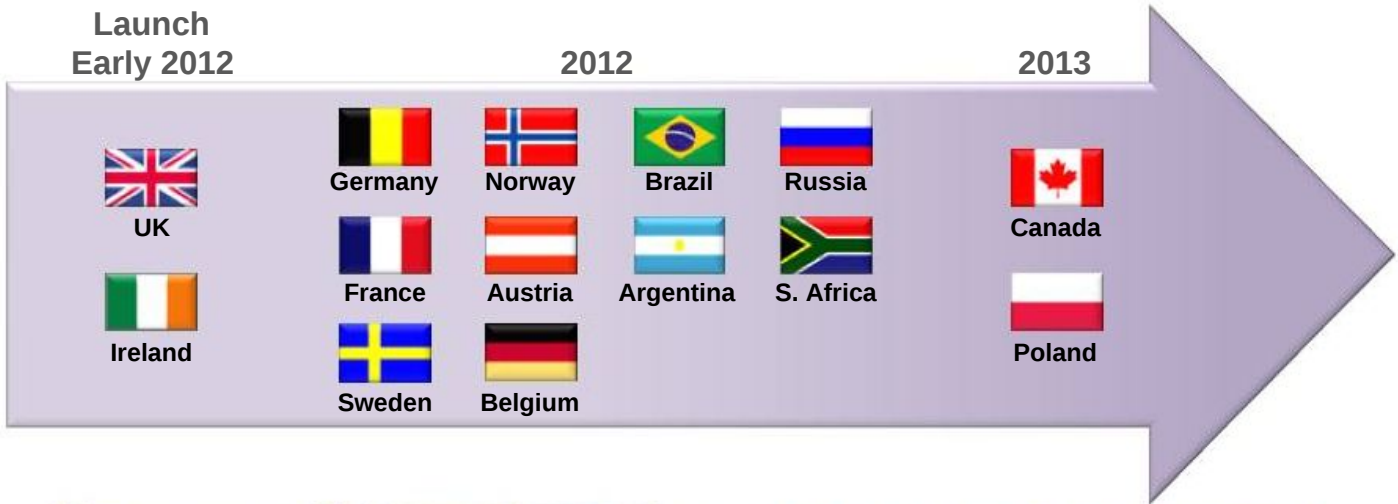 Launch
Early 2012
2012
2013
Germany Norway Brazil Russia
UK
Canada
France Austria Argentina S. Africa
Ireland
Poland
Sweden Belgium